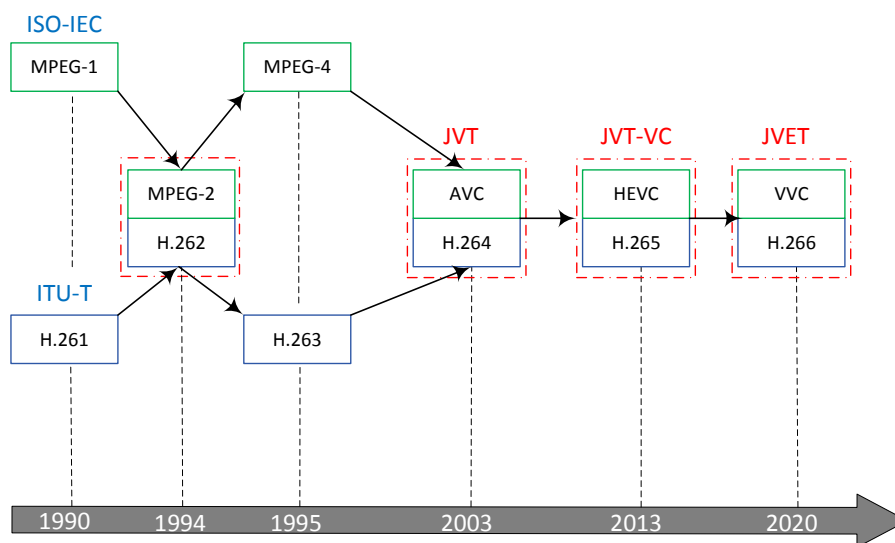 ISO-IEC
MPEG-1
MPEG-4
JVT
JVT-VC
JVET
MPEG-2
AVC
HEVC
VVC
H.262
H.264
H.265
H.266
ITU-T
H.261
H.263
1990
1994
1995
2003
2013
2020